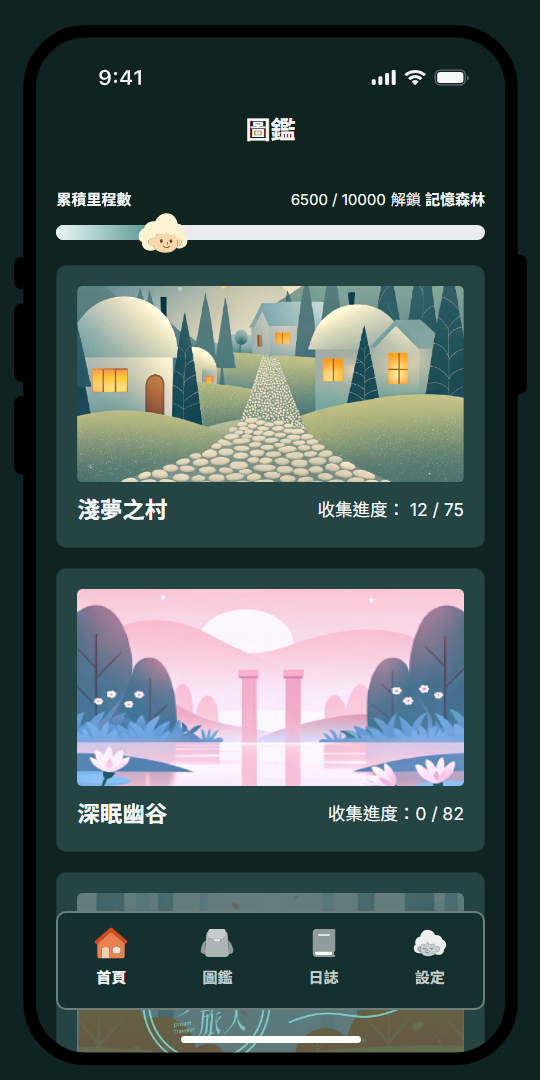 9:41
圖鑑
累積里程數
6500 / 10000 解鎖 記憶森林
淺夢之村
收集進度： 12 / 75
深眠幽谷
收集進度：0 / 82
首頁
圖鑑
日誌
設定
Dream
Traveler
旅人